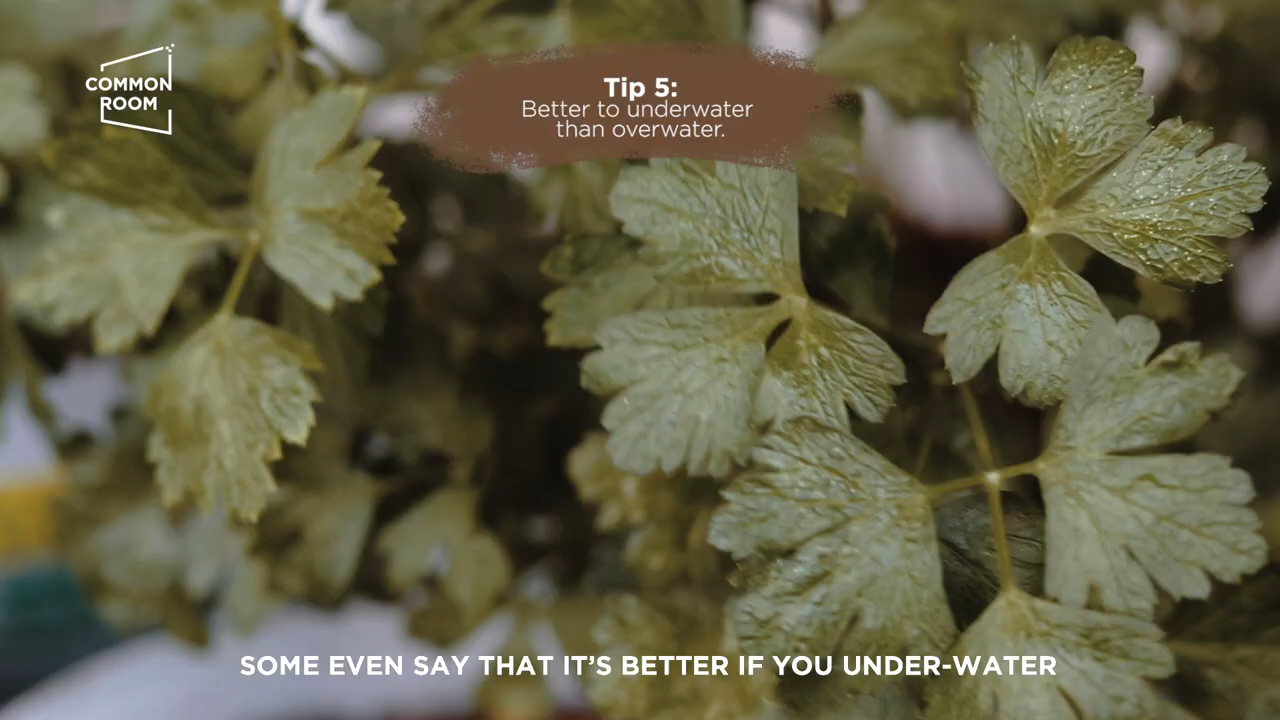 COMMON
ROOM
Tip 5:
Better to underwater
than overwater.
SOME EVEN SAY THAT IT'S BETTER IF YOU UNDER-WATER